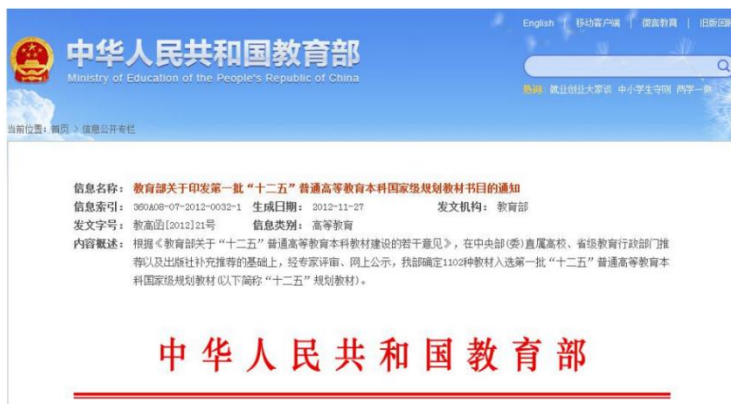 English | 移动客户端 | 微言教育 | 旧版回顾
中华人民共和国教育部
Ministry of Education of the People's Republic of China
热词: 就业创业大家谈 中小学生守则 两学一做
当前位置: 首页 > 信息公开专栏
信息名称: 教育部关于印发第一批“十二五”普通高等教育本科国家级规划教材书目的通知
信息索引: 360A08-07-2012-0032-1 生成日期: 2012-11-27 发文机构: 教育部
发文字号: 教高函[2012]21号 信息类别: 高等教育
内容概述: 根据《教育部关于“十二五”普通高等教育本科教材建设的若干意见》，在中央部(委)直属高校、省级教育行政部门推
荐以及出版社补充推荐的基础上，经专家评审、网上公示，我部确定1102种教材入选第一批“十二五”普通高等教育本
科国家级规划教材(以下简称“十二五”规划教材)。
中华人民共和国教育部